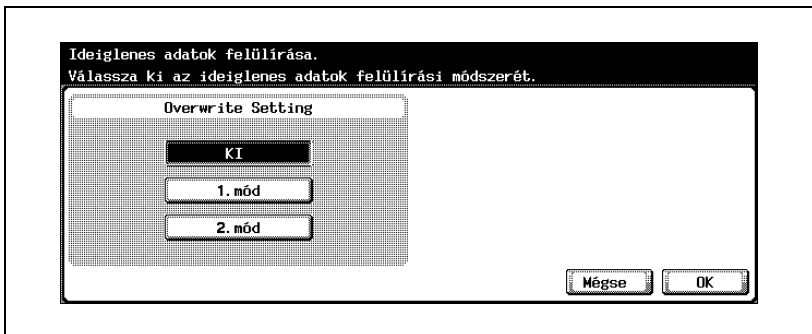 Ideiglenes adatok felülírása.
Válassza ki az ideiglenes adatok felülírási módszerét.
Overwrite Setting
KI
1.mód
2.mód
Mégse
OK